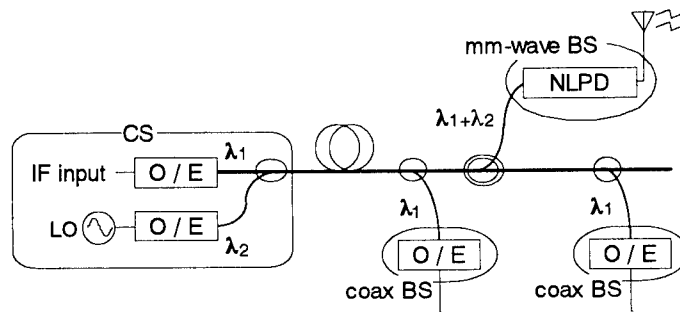 mm-wave BS
NLPD
λ1+λ2
CS
λ1
IF input
O / E
LO
O / E
λ2
λ1
O / E
coax BS
λ1
O / E
coax BS